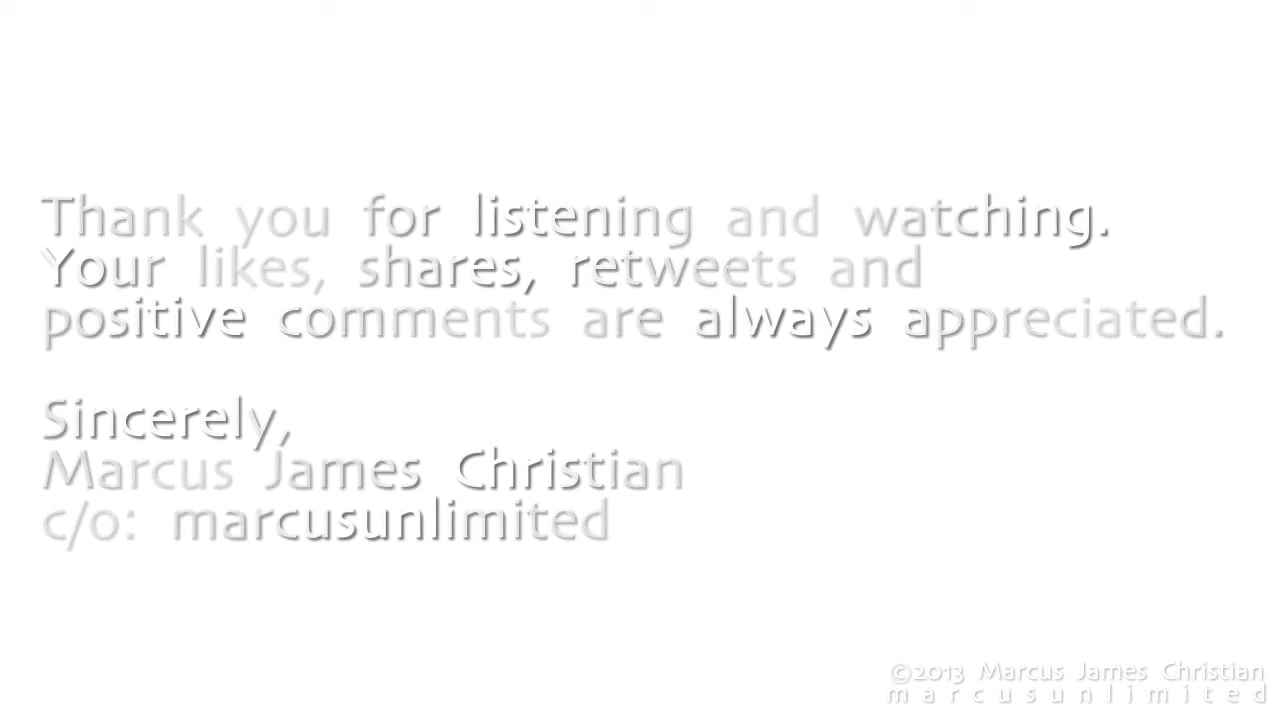 Thank you for listening and watching.
Your likes, shares, retweets and
positive comments are always appreciated.
Sincerely,
Marcus James Christian
c/o: marcusunlimited
©2013 Marcus James Christian
marcusunlimited